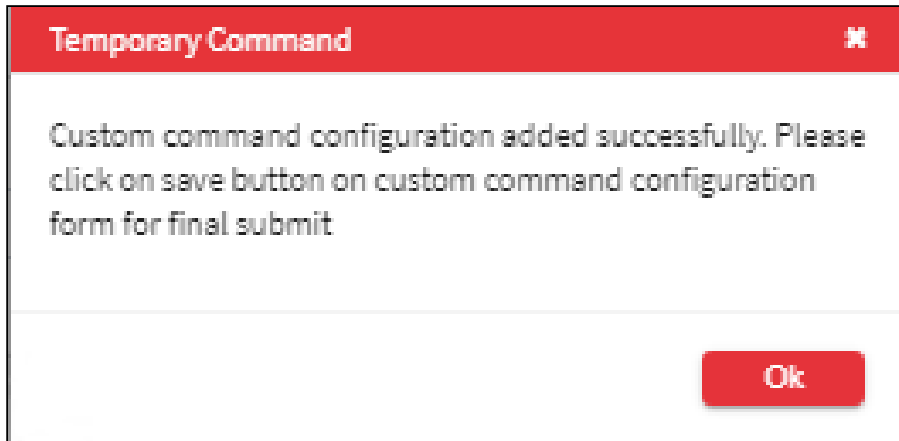 Temporary Command
Custom command configuration added successfully. Please
click on save button on custom command configuration
form for final submit
Ok